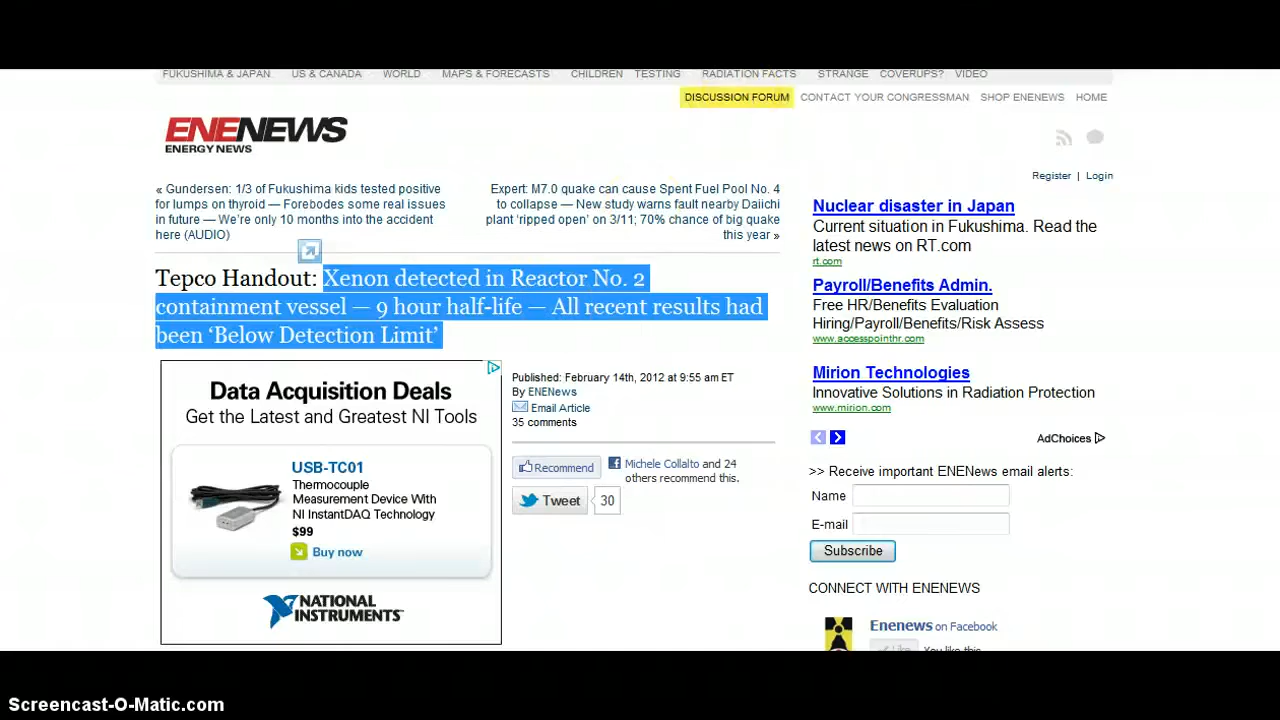 FUKUSHIMA & JAPAN US & CANADA WORLD MAPS & FORECASTS CHILDREN TESTING RADIATION FACTS STRANGE COVERUPS? VIDEO
DISCUSSION FORUM CONTACT YOUR CONGRESSMAN SHOP ENENEWS HOME
ENENEWS
ENERGY NEWS
Register | Login
« Gundersen: 1/3 of Fukushima kids tested positive
for lumps on thyroid — Forebodes some real issues
in future — We're only 10 months into the accident
here (AUDIO)
Expert: M7.0 quake can cause Spent Fuel Pool No. 4
to collapse — New study warns fault nearby Daiichi
plant 'ripped open' on 3/11; 70% chance of big quake
this year »
Tepco Handout: Xenon detected in Reactor No. 2
containment vessel — 9 hour half-life — All recent results had
been ‘Below Detection Limit’
Data Acquisition Deals
Get the Latest and Greatest NI Tools
USB-TC01
Thermocouple
Measurement Device With
NI InstantDAQ Technology
$99
Buy now
NATIONAL
INSTRUMENTS
Published: February 14th, 2012 at 9:55 am ET
By ENENews
Email Article
35 comments
Recommend
Michele Collalto and 24
others recommend this.
Tweet 30
Nuclear disaster in Japan
Current situation in Fukushima. Read the
latest news on RT.com
rt.com
Payroll/Benefits Admin.
Free HR/Benefits Evaluation
Hiring/Payroll/Benefits/Risk Assess
www.accesspointhr.com
Mirion Technologies
Innovative Solutions in Radiation Protection
www.mirion.com
AdChoices
>> Receive important ENENews email alerts:
Name
E-mail
Subscribe
CONNECT WITH ENENEWS
Enenews on Facebook
Like You like this.
Screencast-O-Matic.com